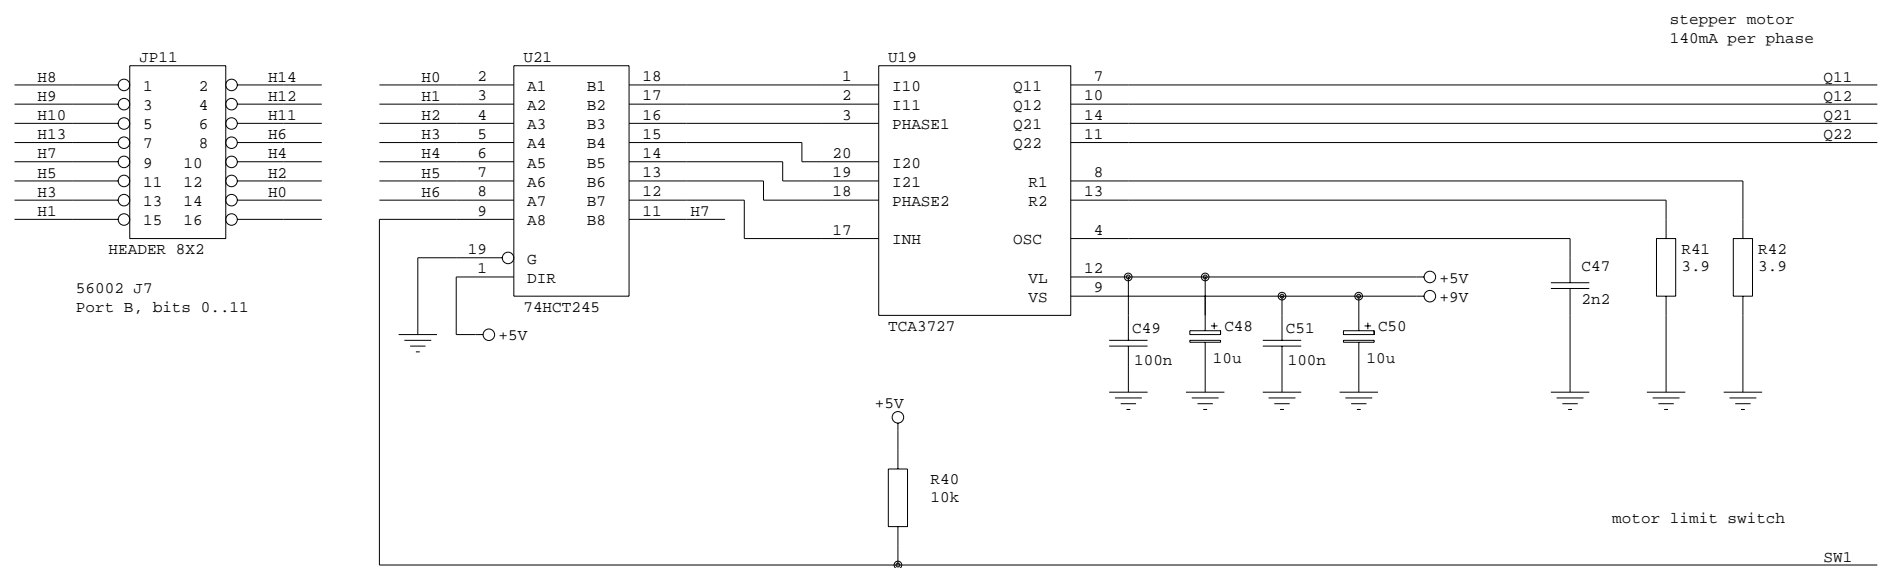 stepper motor
140mA per phase
JP11
H8 1 2 H14
H9 3 4 H12
H10 5 6 H11
H13 7 8 H6
H7 9 10 H4
H5 11 12 H2
H3 13 14 H0
H1 15 16
HEADER 8X2
56002 J7
Port B, bits 0..11
U21
H0 2 A1 B1 18
H1 3 A2 B2 17
H2 4 A3 B3 16
H3 5 A4 B4 15
H4 6 A5 B5 14
H5 7 A6 B6 13
H6 8 A7 B7 12
9 A8 B8 11 H7
19 G
1 DIR
74HCT245
+5V
U19
1 I10 Q11 7 Q11
2 I11 Q12 10 Q12
3 PHASE1 Q21 14 Q21
Q22 11 Q22
20 I20
19 I21 R1 8
18 PHASE2 R2 13
17 INH OSC 4
VL 12 +5V
VS 9 +9V
TCA3727
C49
100n
+ C48
10u
C51
100n
+ C50
10u
C47
2n2
R41
3.9
R42
3.9
+5V
R40
10k
motor limit switch
SW1